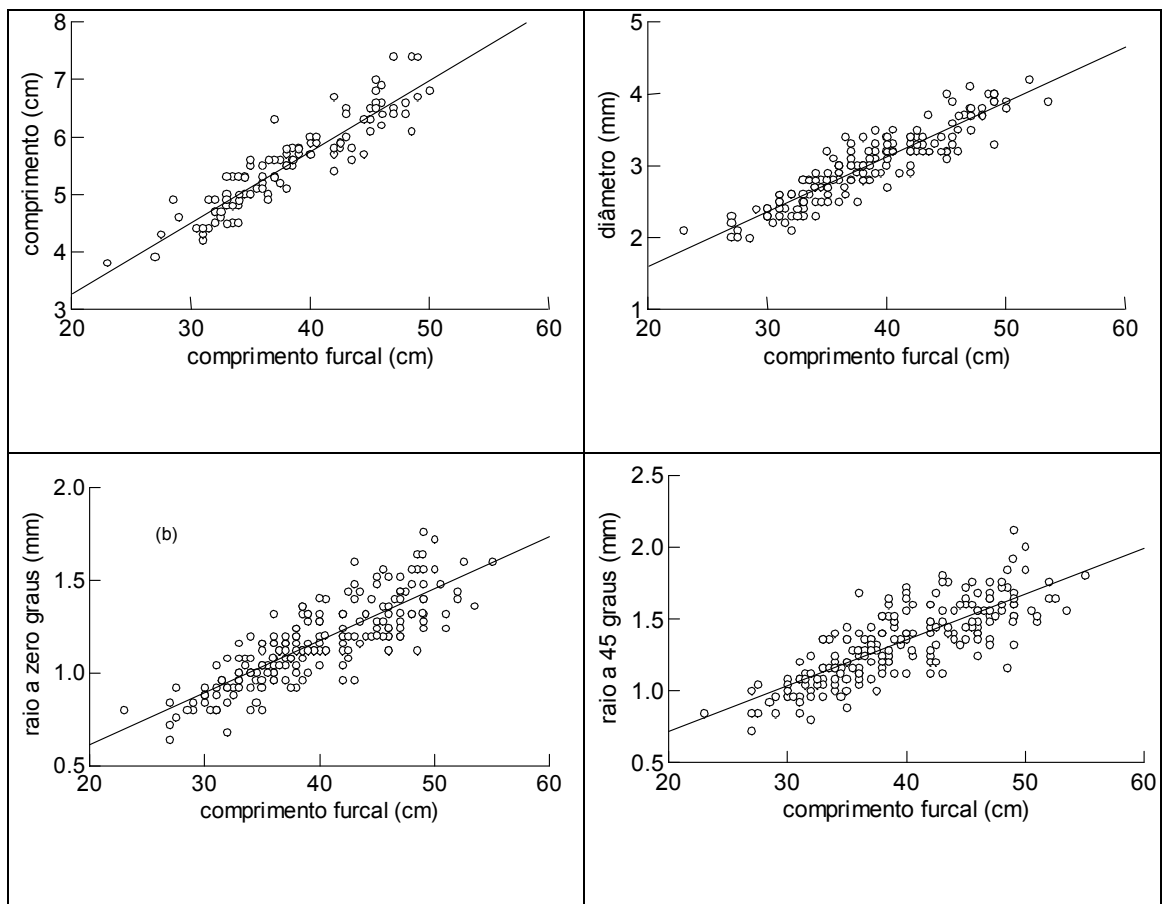 8
7
6
5
4
3
comprimento (cm)
20 30 40 50 60
comprimento furcal (cm)
5
4
3
2
1
diâmetro (mm)
20 30 40 50 60
comprimento furcal (cm)
2.0
1.5
1.0
0.5
raio a zero graus (mm)
(b)
20 30 40 50 60
comprimento furcal (cm)
2.5
2.0
1.5
1.0
0.5
raio a 45 graus (mm)
20 30 40 50 60
comprimento furcal (cm)